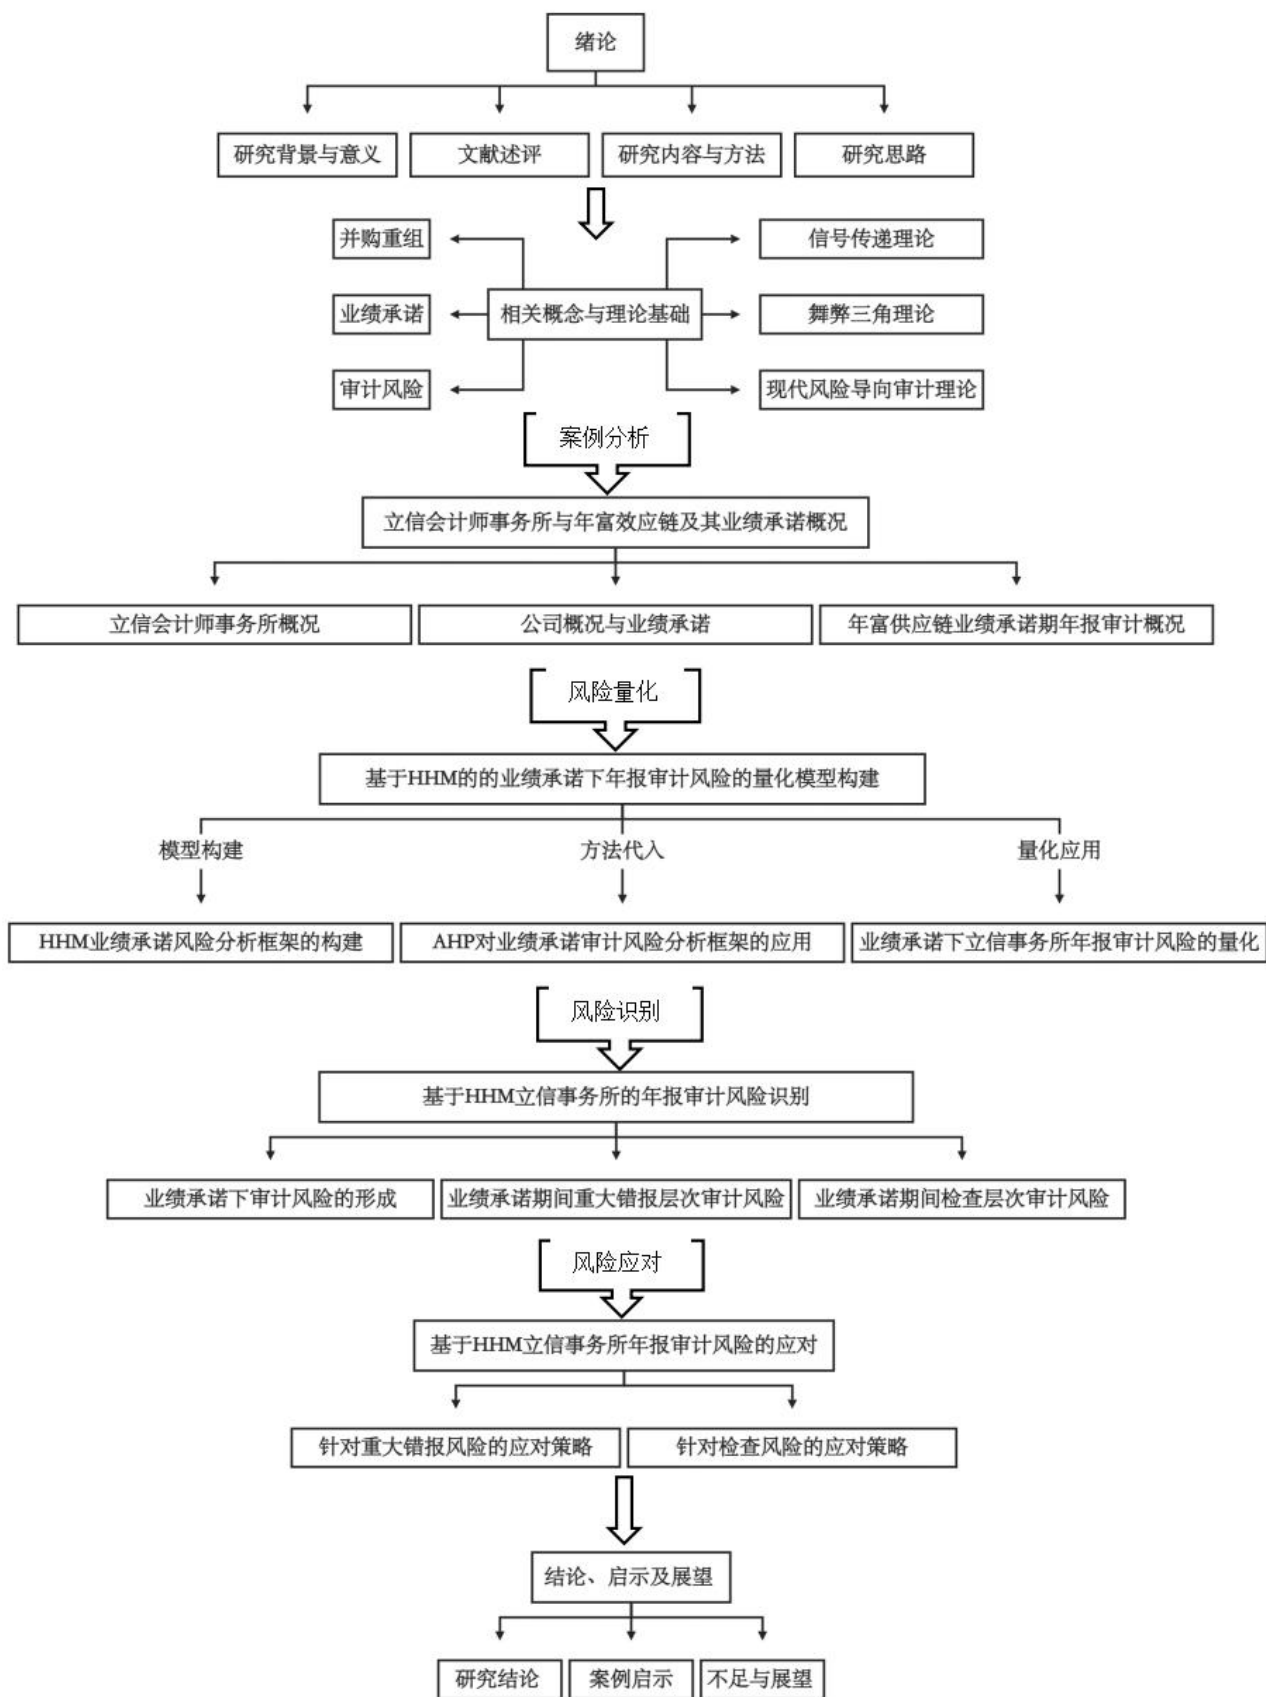 绪论
研究背景与意义
文献述评
研究内容与方法
研究思路
并购重组
信号传递理论
业绩承诺
相关概念与理论基础
舞弊三角理论
审计风险
现代风险导向审计理论
案例分析
立信会计师事务所与年富效应链及其业绩承诺概况
立信会计师事务所概况
公司概况与业绩承诺
年富供应链业绩承诺期年报审计概况
风险量化
基于HHM的的业绩承诺下年报审计风险的量化模型构建
模型构建
方法代入
量化应用
HHM业绩承诺风险分析框架的构建
AHP对业绩承诺审计风险分析框架的应用
业绩承诺下立信事务所年报审计风险的量化
风险识别
基于HHM立信事务所的年报审计风险识别
业绩承诺下审计风险的形成
业绩承诺期间重大错报层次审计风险
业绩承诺期间检查层次审计风险
风险应对
基于HHM立信事务所年报审计风险的应对
针对重大错报风险的应对策略
针对检查风险的应对策略
结论、启示及展望
研究结论
案例启示
不足与展望